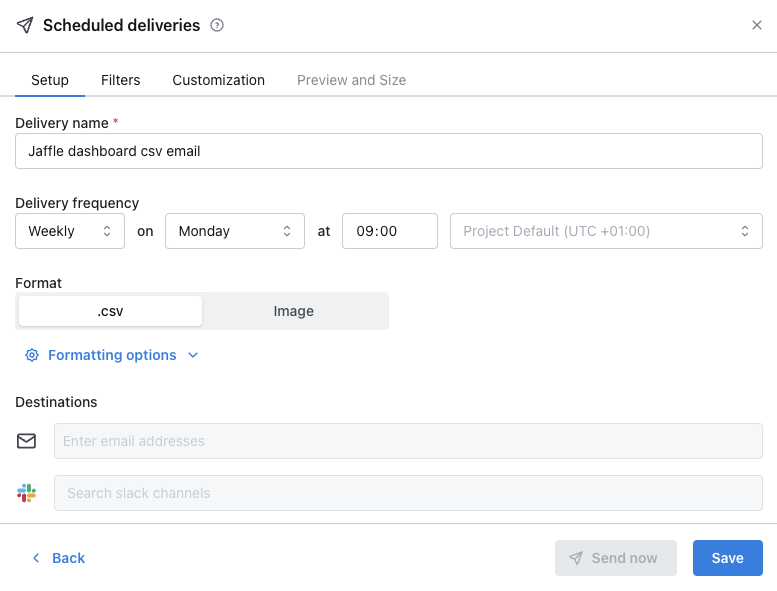 Scheduled deliveries
Setup Filters Customization Preview and Size
Delivery name *
Jaffle dashboard csv email
Delivery frequency
Weekly on Monday at 09:00 Project Default (UTC +01:00)
Format
.csv Image
Formatting options
Destinations
Enter email addresses
Search slack channels
Back Send now Save